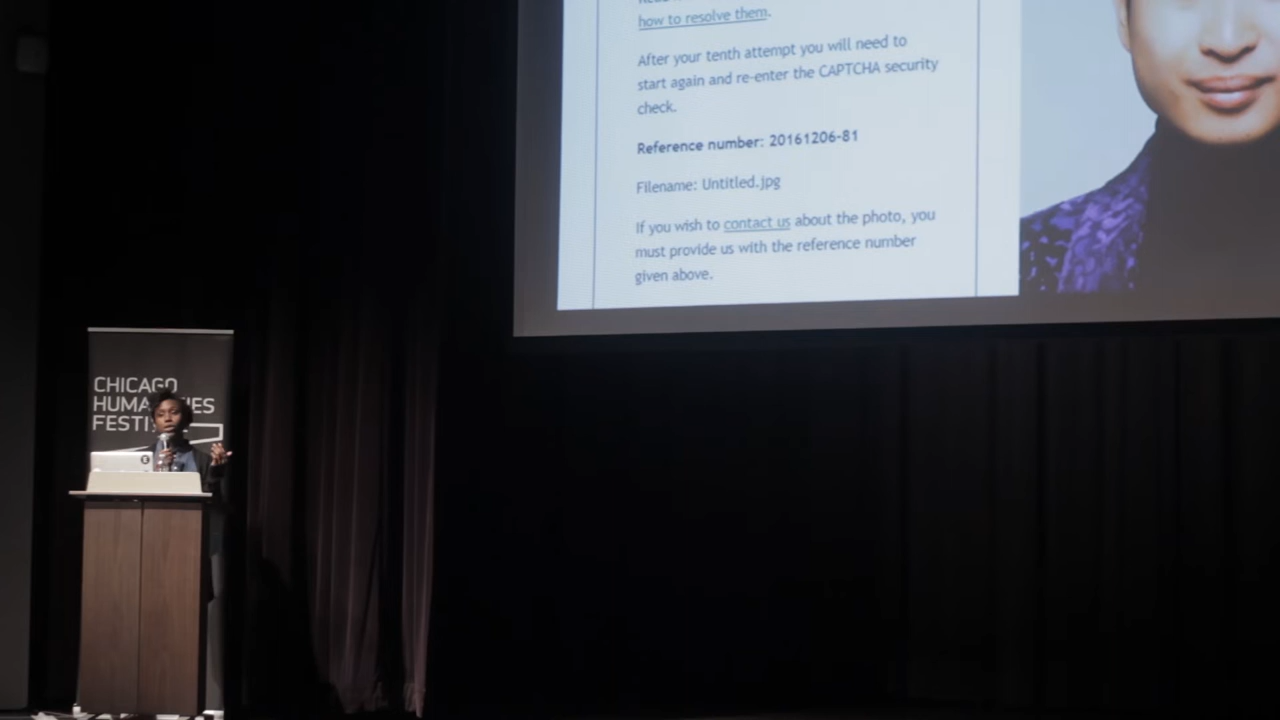 how to resolve them.
After your tenth attempt you will need to
start again and re-enter the CAPTCHA security
check.
Reference number: 20161206-81
Filename: Untitled.jpg
If you wish to contact us about the photo, you
must provide us with the reference number
given above.
CHICAGO